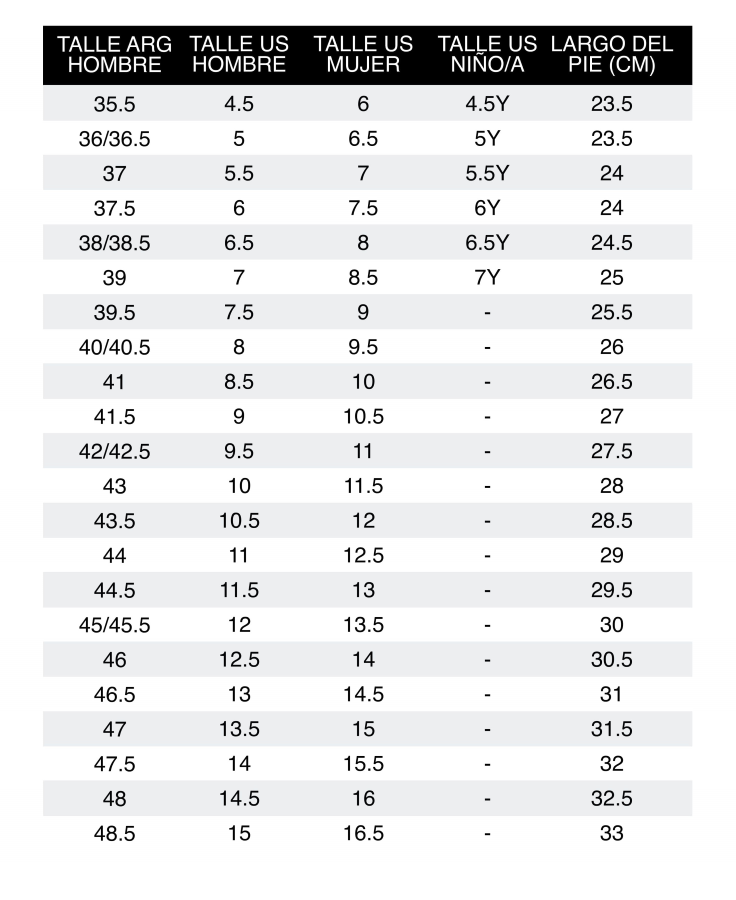 TALLE ARG HOMBRE TALLE US HOMBRE TALLE US MUJER TALLE US NIÑO/A LARGO DEL PIE (CM)
35.5 4.5 6 4.5Y 23.5
36/36.5 5 6.5 5Y 23.5
37 5.5 7 5.5Y 24
37.5 6 7.5 6Y 24
38/38.5 6.5 8 6.5Y 24.5
39 7 8.5 7Y 25
39.5 7.5 9 - 25.5
40/40.5 8 9.5 - 26
41 8.5 10 - 26.5
41.5 9 10.5 - 27
42/42.5 9.5 11 - 27.5
43 10 11.5 - 28
43.5 10.5 12 - 28.5
44 11 12.5 - 29
44.5 11.5 13 - 29.5
45/45.5 12 13.5 - 30
46 12.5 14 - 30.5
46.5 13 14.5 - 31
47 13.5 15 - 31.5
47.5 14 15.5 - 32
48 14.5 16 - 32.5
48.5 15 16.5 - 33